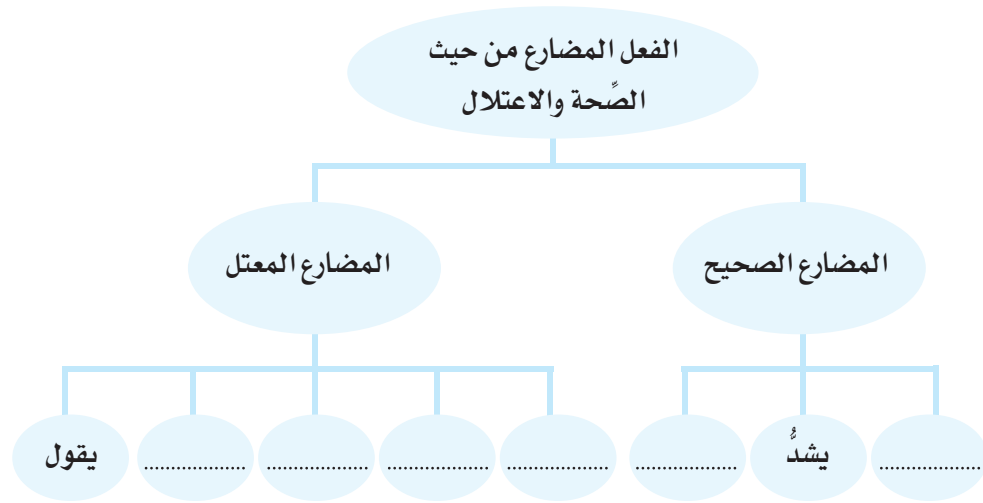 الفعل المضارع من حيث
الصِّحة والاعتلال
المضارع الصحيح
المضارع المعتل
....................
يشدُّ
....................
....................
....................
....................
....................
يقول